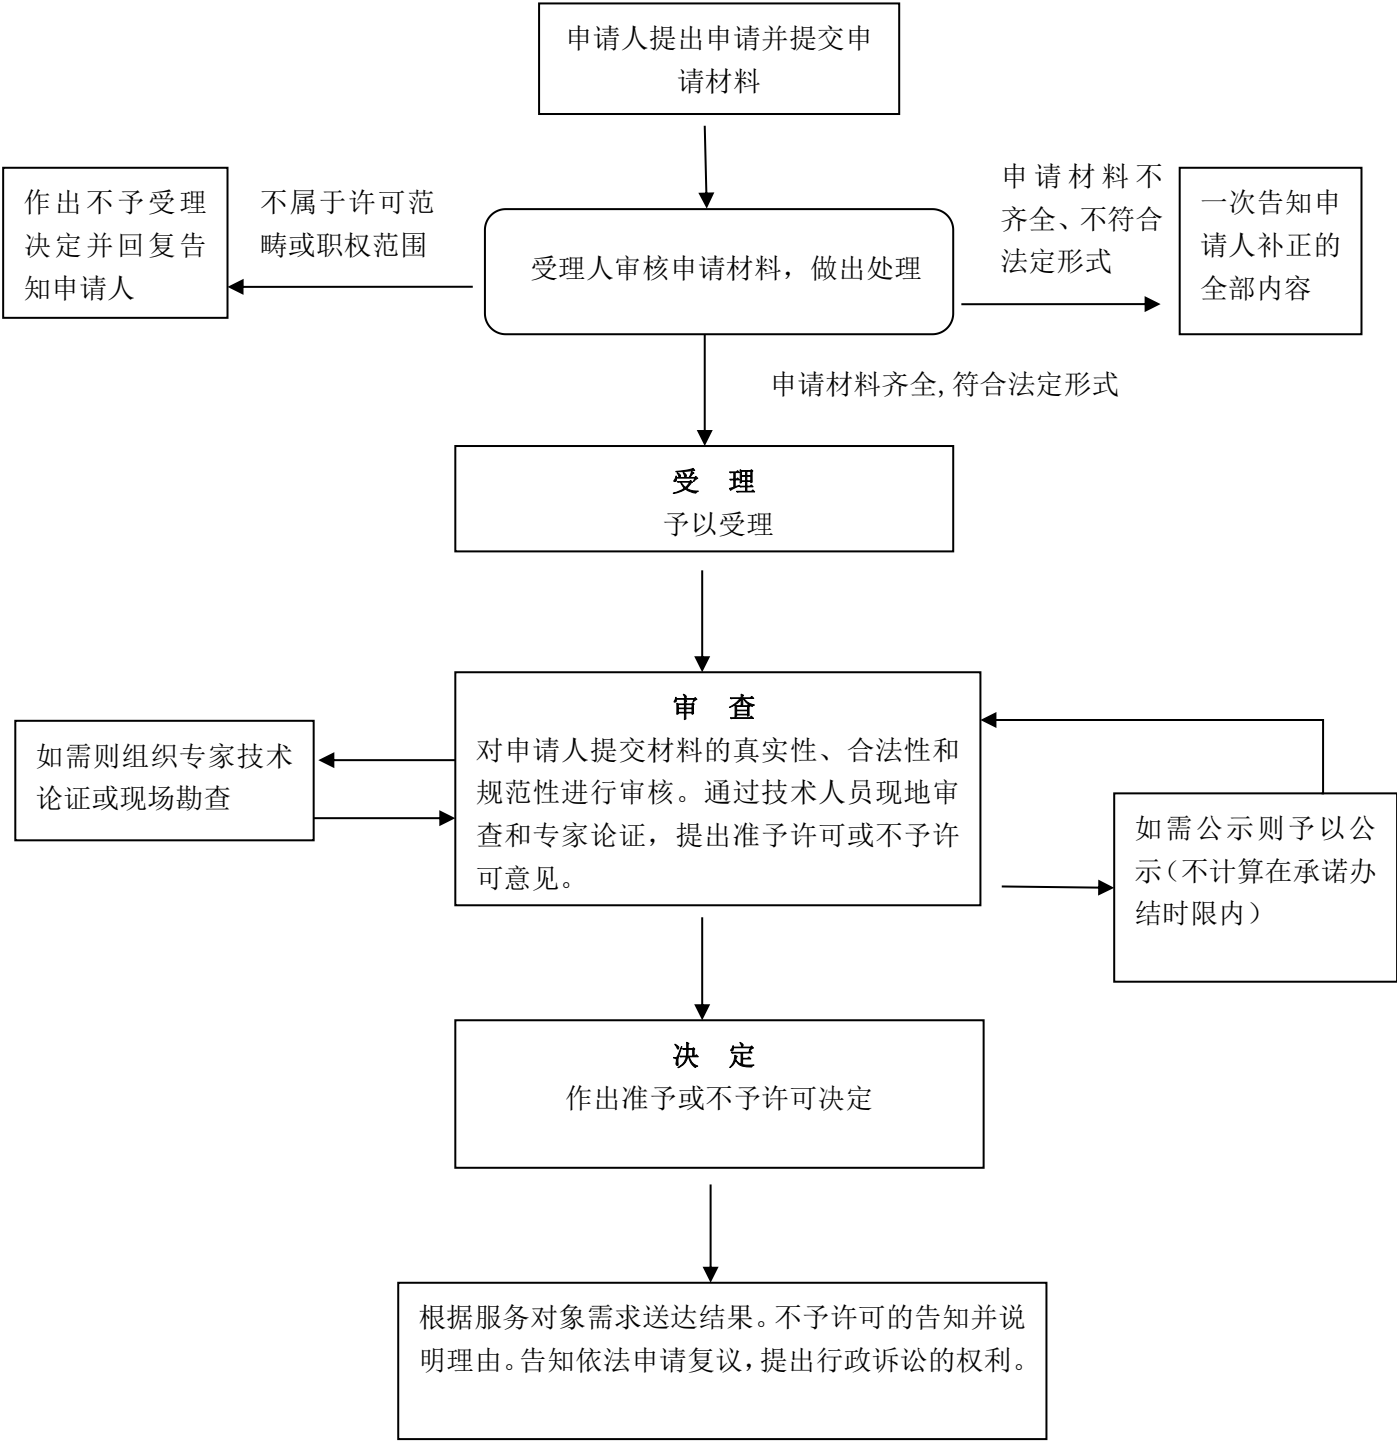 申请人提出申请并提交申
请材料
作出不予受理
决定并回复告
知申请人
不属于许可范
畴或职权范围
受理人审核申请材料，做出处理
申请材料不
齐全、不符合
法定形式
一次告知申
请人补正的
全部内容
申请材料齐全,符合法定形式
受 理
予以受理
审 查
对申请人提交材料的真实性、合法性和
规范性进行审核。通过技术人员现地审
查和专家论证，提出准予许可或不予许
可意见。
如需则组织专家技术
论证或现场勘查
如需公示则予以公
示（不计算在承诺办
结时限内）
决 定
作出准予或不予许可决定
根据服务对象需求送达结果。不予许可的告知并说
明理由。告知依法申请复议，提出行政诉讼的权利。